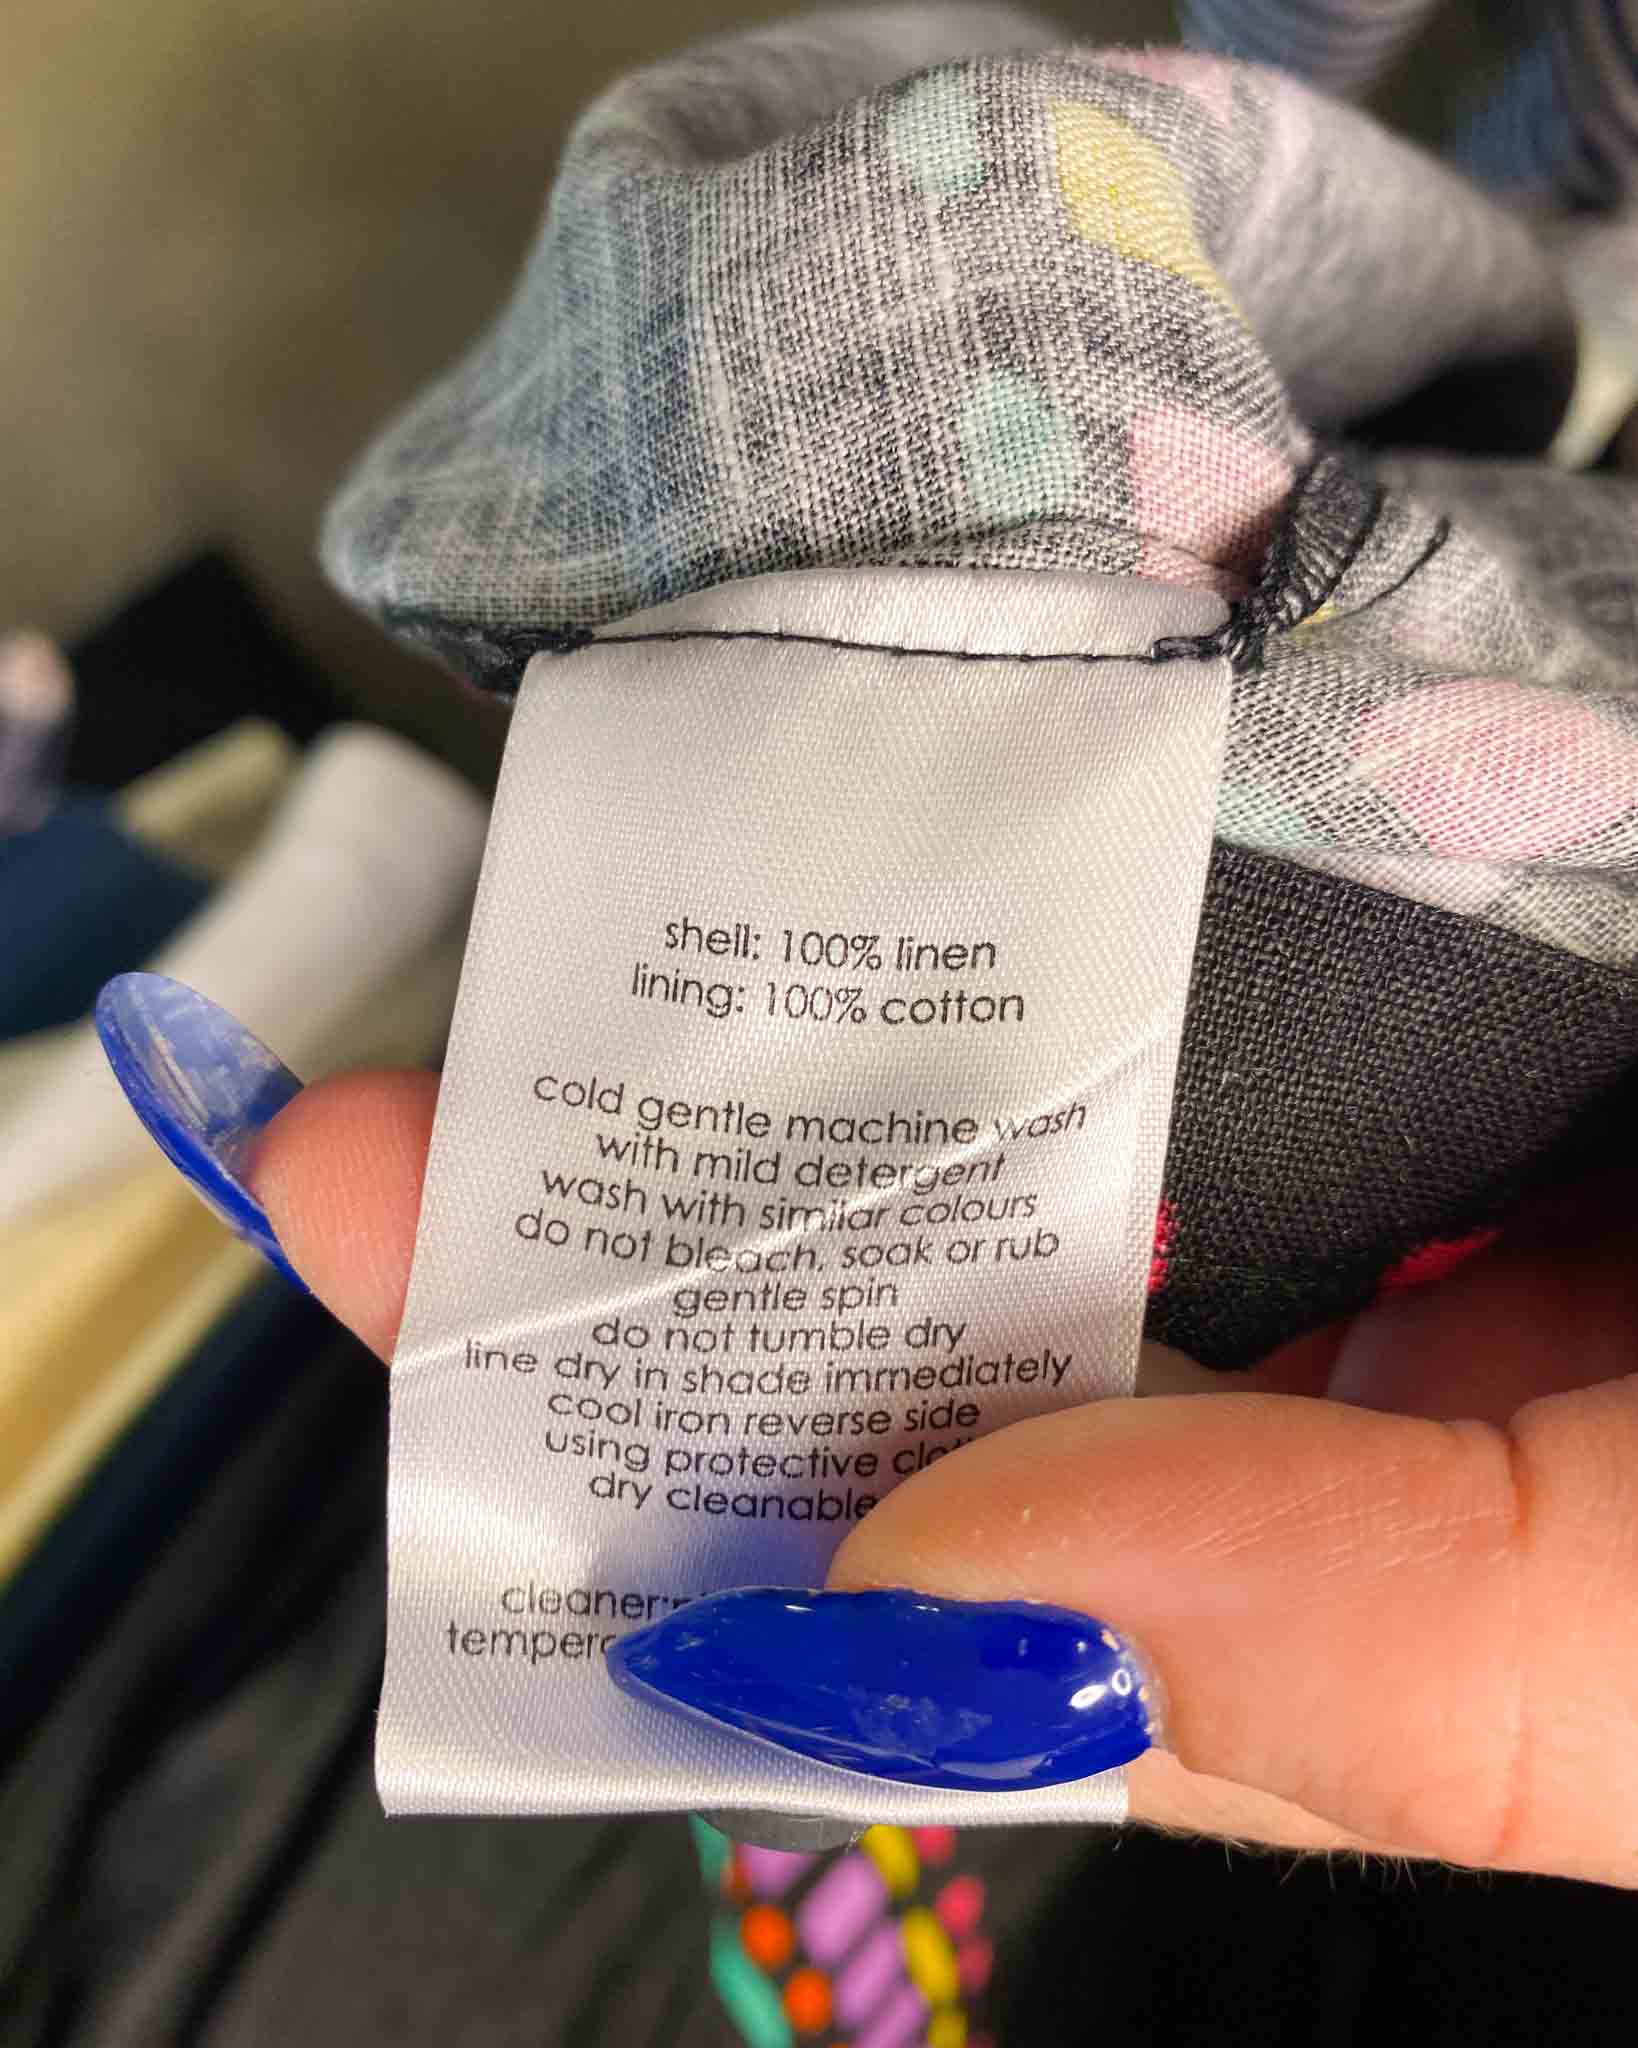 shell: 100% linen
lining: 100% cotton
cold gentle machine wash
with mild detergent
wash with similar colours
do not bleach, soak or rub
gentle spin
do not tumble dry
line dry in shade immediately
cool iron reverse side
using protective
dry cleanable